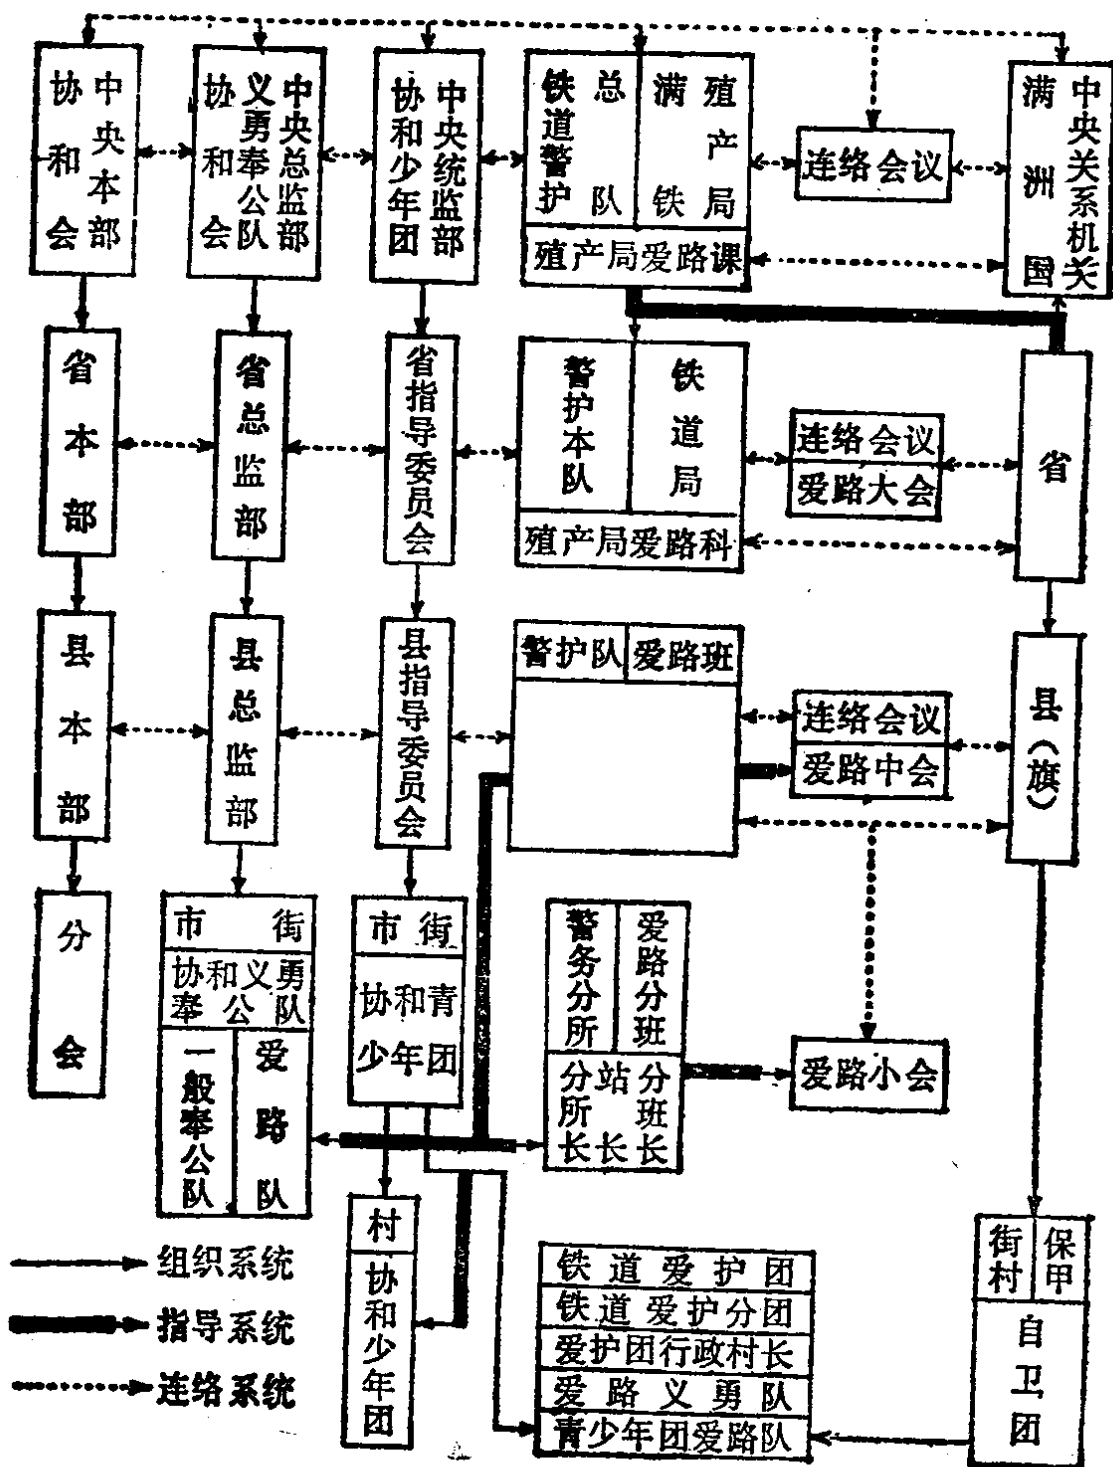 协和会中央本部
协和会义勇奉公队中央总监部
协和少年团中央统监部
铁道警护总队
满铁殖产局
殖产局爱路课
连络会议
满洲国中央关系机关
省本部
省总监部
省指导委员会
警护本队
铁道局
殖产局爱路科
连络会议
爱路大会
省
县本部
县总监部
县指导委员会
警护队
爱路班
连络会议
爱路中会
县（旗）
分会
市街
协和义勇奉公队
一般奉公队
爱路队
市街
协和青少年团
警务分所
爱路分班
分所长
站长
分班长
爱路小会
村
协和少年团
铁道爱护团
铁道爱护分团
爱护团行政村长
爱路义勇队
青少年团爱路队
街村
保甲
自卫团
组织系统
指导系统
连络系统